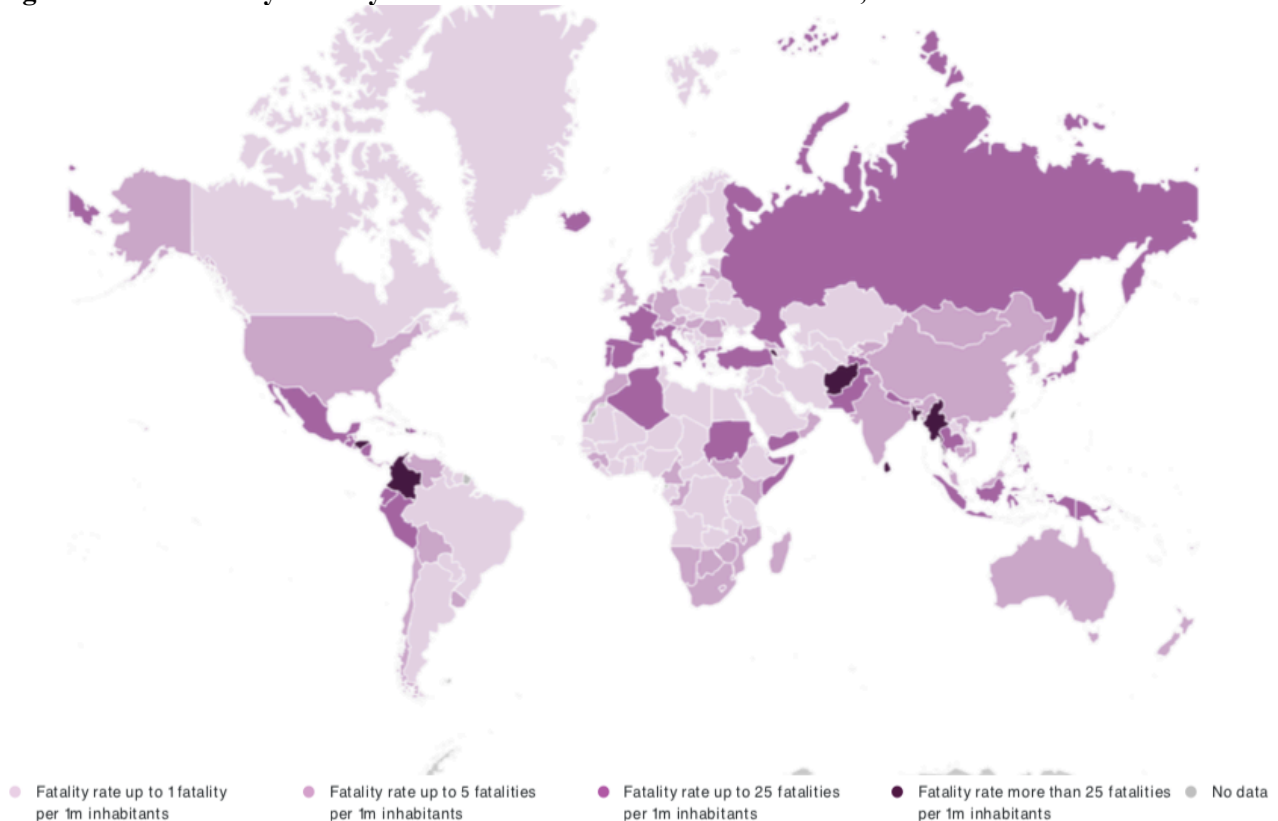 Fatality rate up to 1 fatality
per 1m inhabitants
Fatality rate up to 5 fatalities
per 1m inhabitants
Fatality rate up to 25 fatalities
per 1m inhabitants
Fatality rate more than 25 fatalities
per 1m inhabitants
No data